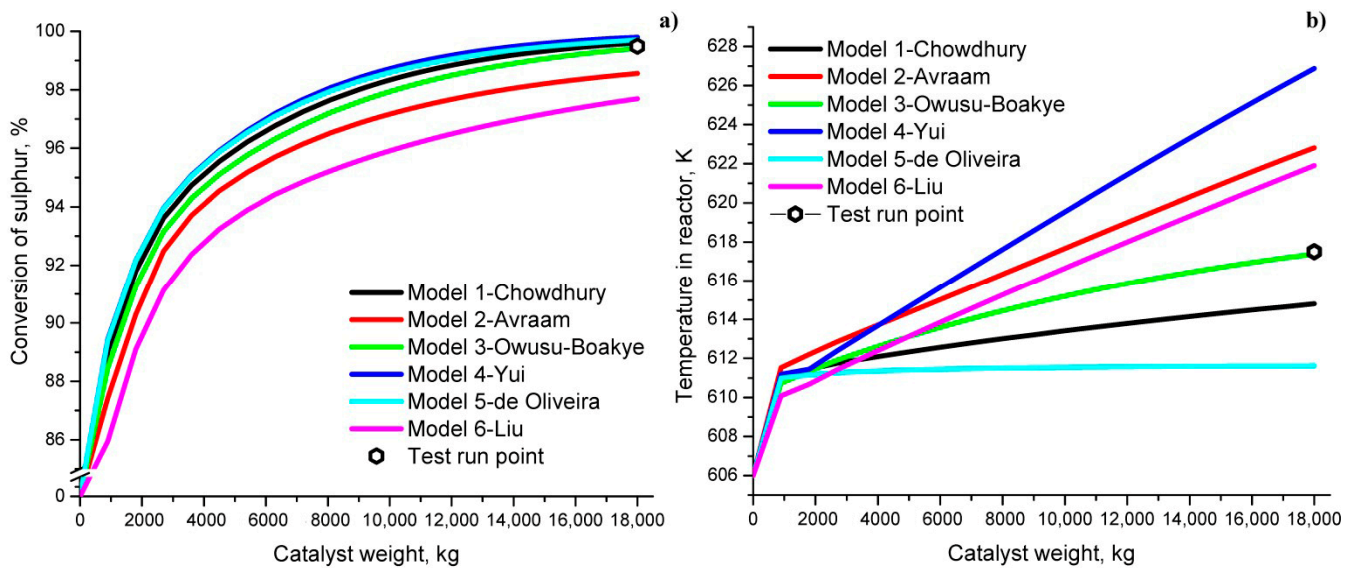 a)
100
98
96
94
92
90
88
86
0
Conversion of sulphur, %
Model 1-Chowdhury
Model 2-Avraam
Model 3-Owusu-Boakye
Model 4-Yui
Model 5-de Oliveira
Model 6-Liu
Test run point
0 2000 4000 6000 8000 10,000 12,000 14,000 16,000 18,000
Catalyst weight, kg
b)
628
626
624
622
620
618
616
614
612
610
608
606
Temperature in reactor, K
Model 1-Chowdhury
Model 2-Avraam
Model 3-Owusu-Boakye
Model 4-Yui
Model 5-de Oliveira
Model 6-Liu
Test run point
0 2000 4000 6000 8000 10,000 12,000 14,000 16,000 18,000
Catalyst weight, kg